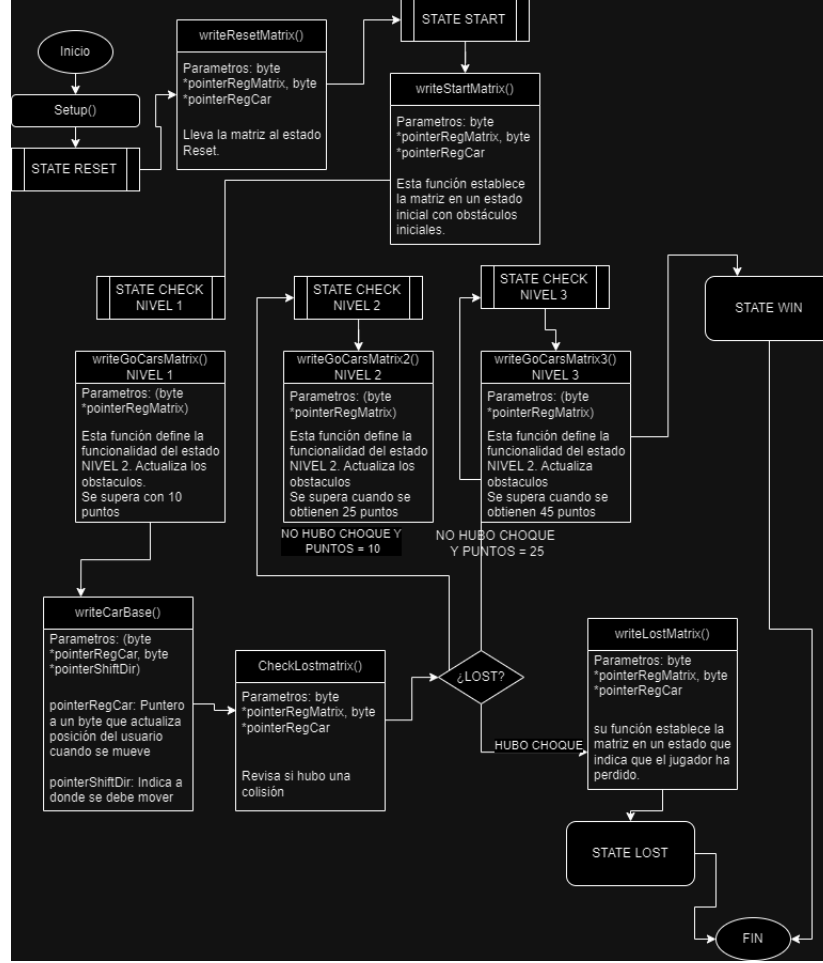 Inicio
Setup()
STATE RESET
writeResetMatrix()
Parametros: byte
*pointerRegMatrix, byte
*pointerRegCar
Lleva la matriz al estado
Reset.
STATE START
writeStartMatrix()
Parametros: byte
*pointerRegMatrix, byte
*pointerRegCar
Esta función establece
la matriz en un estado
inicial con obstáculos
iniciales.
STATE CHECK
NIVEL 1
STATE CHECK
NIVEL 2
STATE CHECK
NIVEL 3
STATE WIN
writeGoCarsMatrix()
NIVEL 1
Parametros: (byte
*pointerRegMatrix)
Esta función define la
funcionalidad del estado
NIVEL 2. Actualiza los
obstaculos.
Se supera con 10
puntos
writeGoCarsMatrix2()
NIVEL 2
Parametros: (byte
*pointerRegMatrix)
Esta función define la
funcionalidad del estado
NIVEL 2. Actualiza los
obstaculos
Se supera cuando se
obtienen 25 puntos
writeGoCarsMatrix3()
NIVEL 3
Parametros: (byte
*pointerRegMatrix)
Esta función define la
funcionalidad del estado
NIVEL 2. Actualiza
obstaculos
Se supera cuando se
obtienen 45 puntos
NO HUBO CHOQUE Y
PUNTOS = 10
NO HUBO CHOQUE
Y PUNTOS = 25
writeCarBase()
Parametros: (byte
*pointerRegCar, byte
*pointerShiftDir)
pointerRegCar: Puntero
a un byte que actualiza
posición del usuario
cuando se mueve
pointerShiftDir: Indica a
donde se debe mover
CheckLostmatrix()
Parametros: byte
*pointerRegMatrix, byte
*pointerRegCar
Revisa si hubo una
colisión
¿LOST?
HUBO CHOQUE
writeLostMatrix()
Parametros: byte
*pointerRegMatrix, byte
*pointerRegCar
su función establece la
matriz en un estado que
indica que el jugador ha
perdido.
STATE LOST
FIN